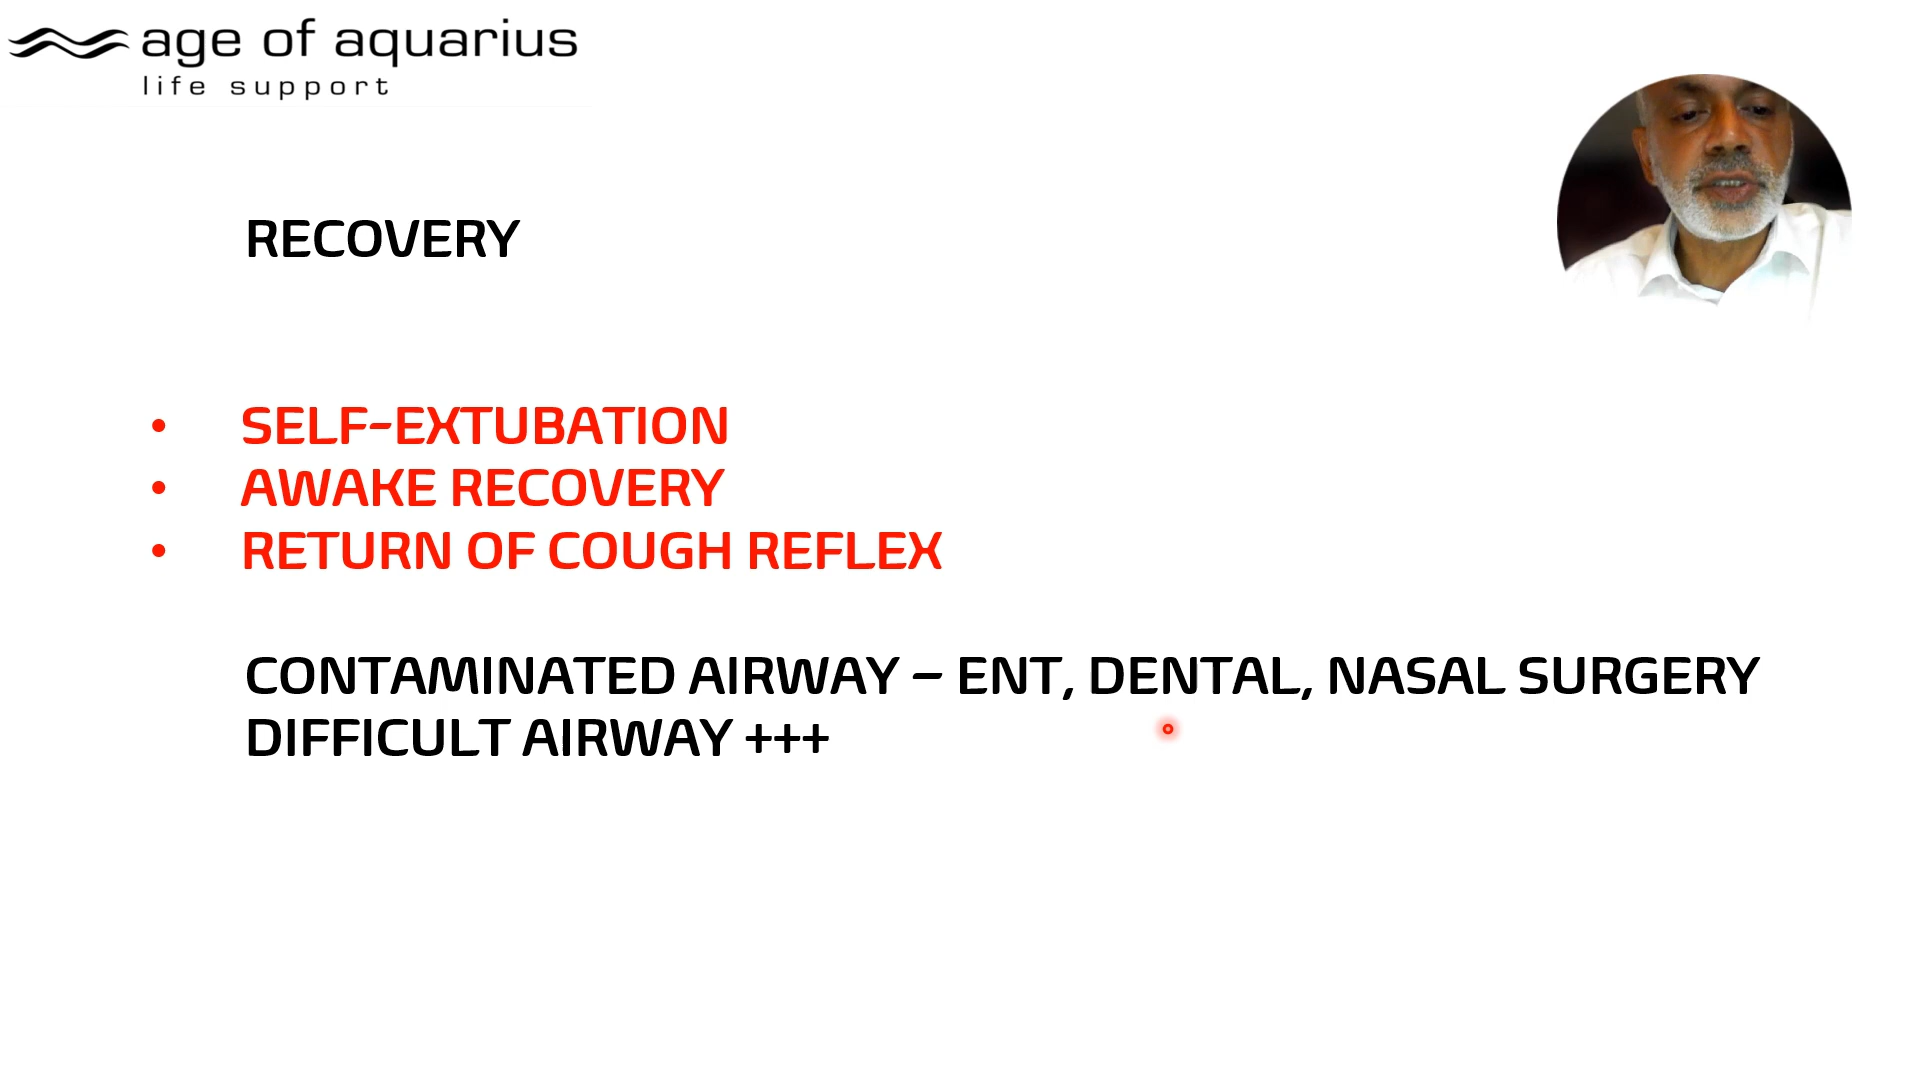 age of aquarius
life support
RECOVERY
• SELF-EXTUBATION
• AWAKE RECOVERY
• RETURN OF COUGH REFLEX
CONTAMINATED AIRWAY – ENT, DENTAL, NASAL SURGERY
DIFFICULT AIRWAY +++